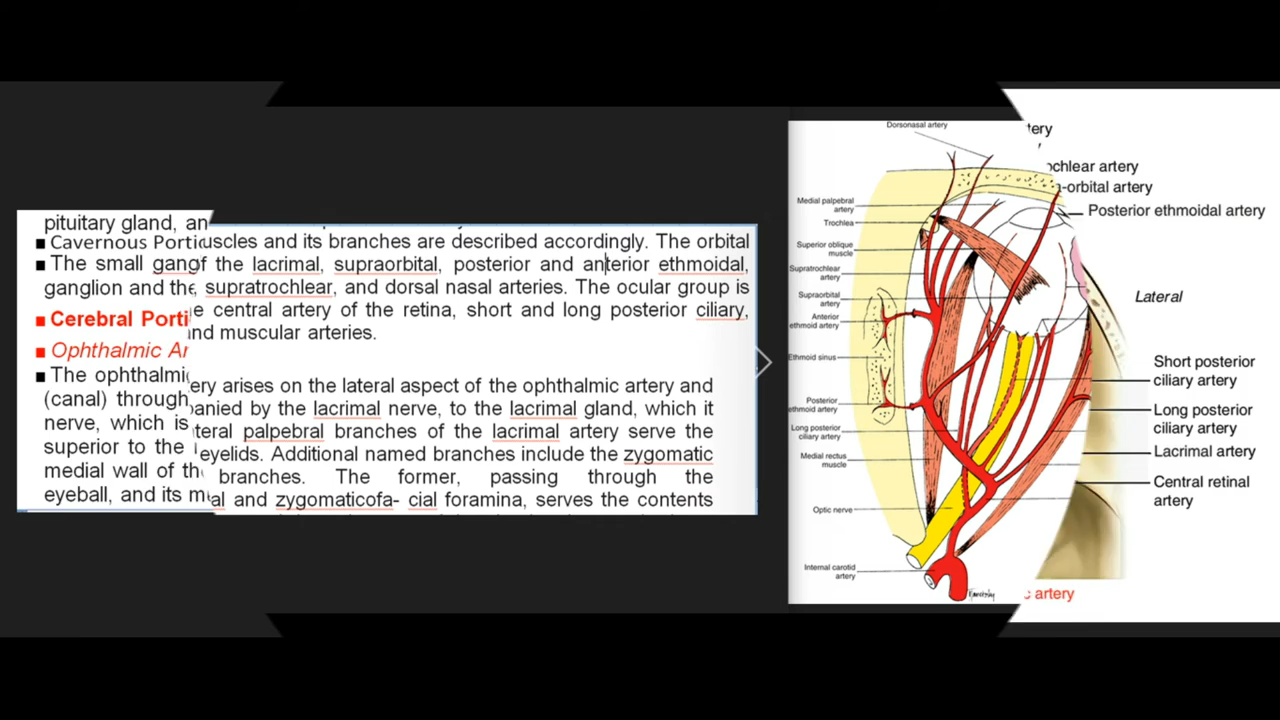 pituitary gland, an
■ Cavernous Porti
uscles and its branches are described accordingly. The orbital
■ The small gang
f the lacrimal, supraorbital, posterior and anterior ethmoidal,
ganglion and the
, supratrochlear, and dorsal nasal arteries. The ocular group is
e central artery of the retina, short and long posterior ciliary,
■ Cerebral Porti
nd muscular arteries.
■ Ophthalmic Ar
■ The ophthalmi
ery arises on the lateral aspect of the ophthalmic artery and
(canal) through
panied by the lacrimal nerve, to the lacrimal gland, which it
nerve, which is
teral palpebral branches of the lacrimal artery serve the
superior to the
eyelids. Additional named branches include the zygomatic
medial wall of th
branches. The former, passing through the
eyeball, and its m
al and zygomaticofa- cial foramina, serves the contents
Dorsonasal artery
Medial palpebral
artery
Trochlea
Superior oblique
muscle
Supratrochlear
artery
Supraorbital
artery
Anterior
ethmoid artery
Ethmoid sinus
Posterior
ethmoid artery
Long posterior
ciliary artery
Medial rectus
muscle
Optic nerve
Internal carotid
artery
tery
ochlear artery
-orbital artery
Posterior ethmoidal artery
Lateral
Short posterior
ciliary artery
Long posterior
ciliary artery
Lacrimal artery
Central retinal
artery
c artery